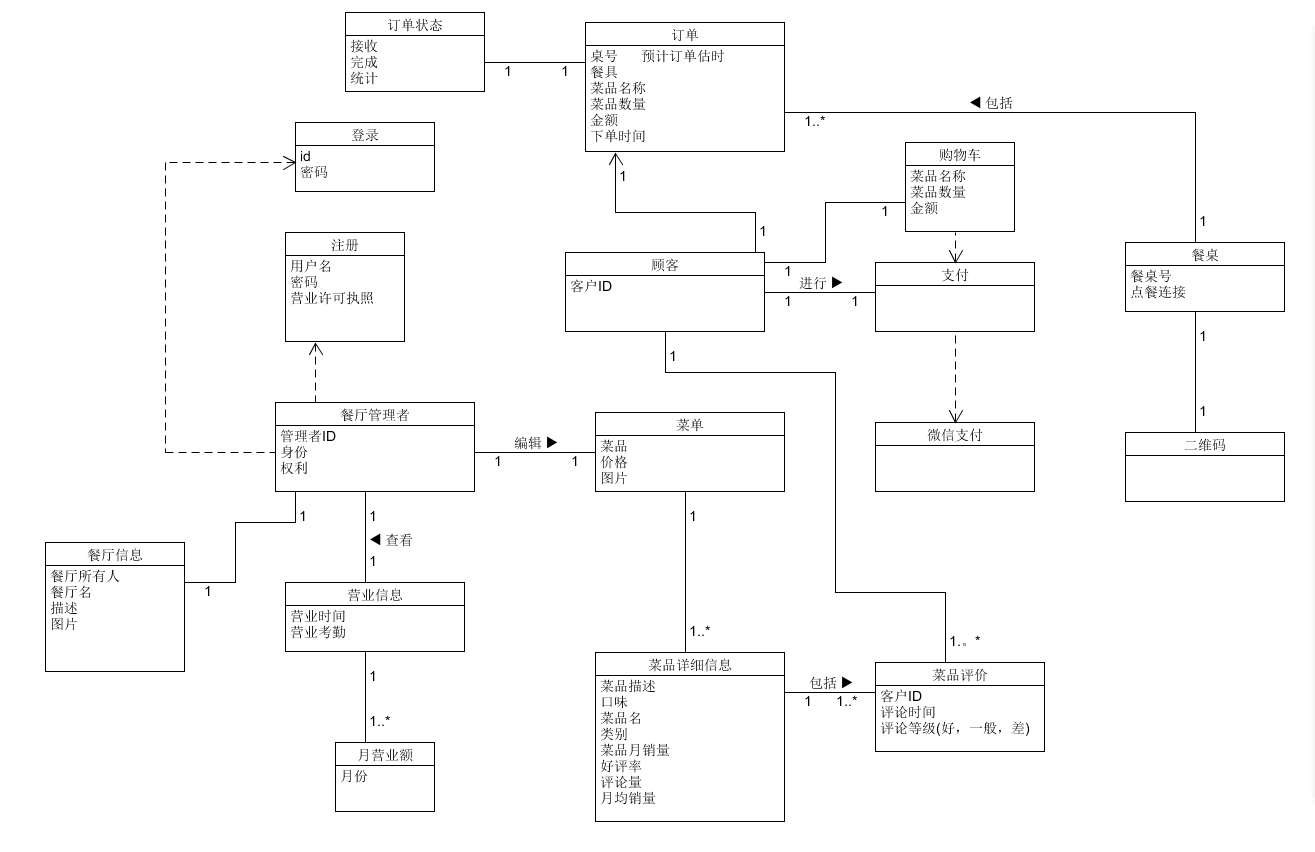 订单状态
接收
完成
统计
1
1
订单
桌号 预计订单估时
餐具
菜品名称
菜品数量
金额
下单时间
◀ 包括
1..*
1
登录
id
密码
购物车
菜品名称
菜品数量
金额
1
1
1
1
注册
用户名
密码
营业许可执照
顾客
客户ID
进行 ▶
1
1
支付
餐桌
餐桌号
点餐连接
1
1
1
餐厅管理者
管理者ID
身份
权利
编辑 ▶
1
1
菜单
菜品
价格
图片
微信支付
二维码
1
1
1
◀ 查看
1
餐厅信息
餐厅所有人
餐厅名
描述
图片
营业信息
营业时间
营业考勤
1
1..*
月营业额
月份
1
1..*
1.。*
菜品详细信息
菜品描述
口味
菜品名
类别
菜品月销量
好评率
评论量
月均销量
包括 ▶
1
1..*
菜品评价
客户ID
评论时间
评论等级(好，一般，差)